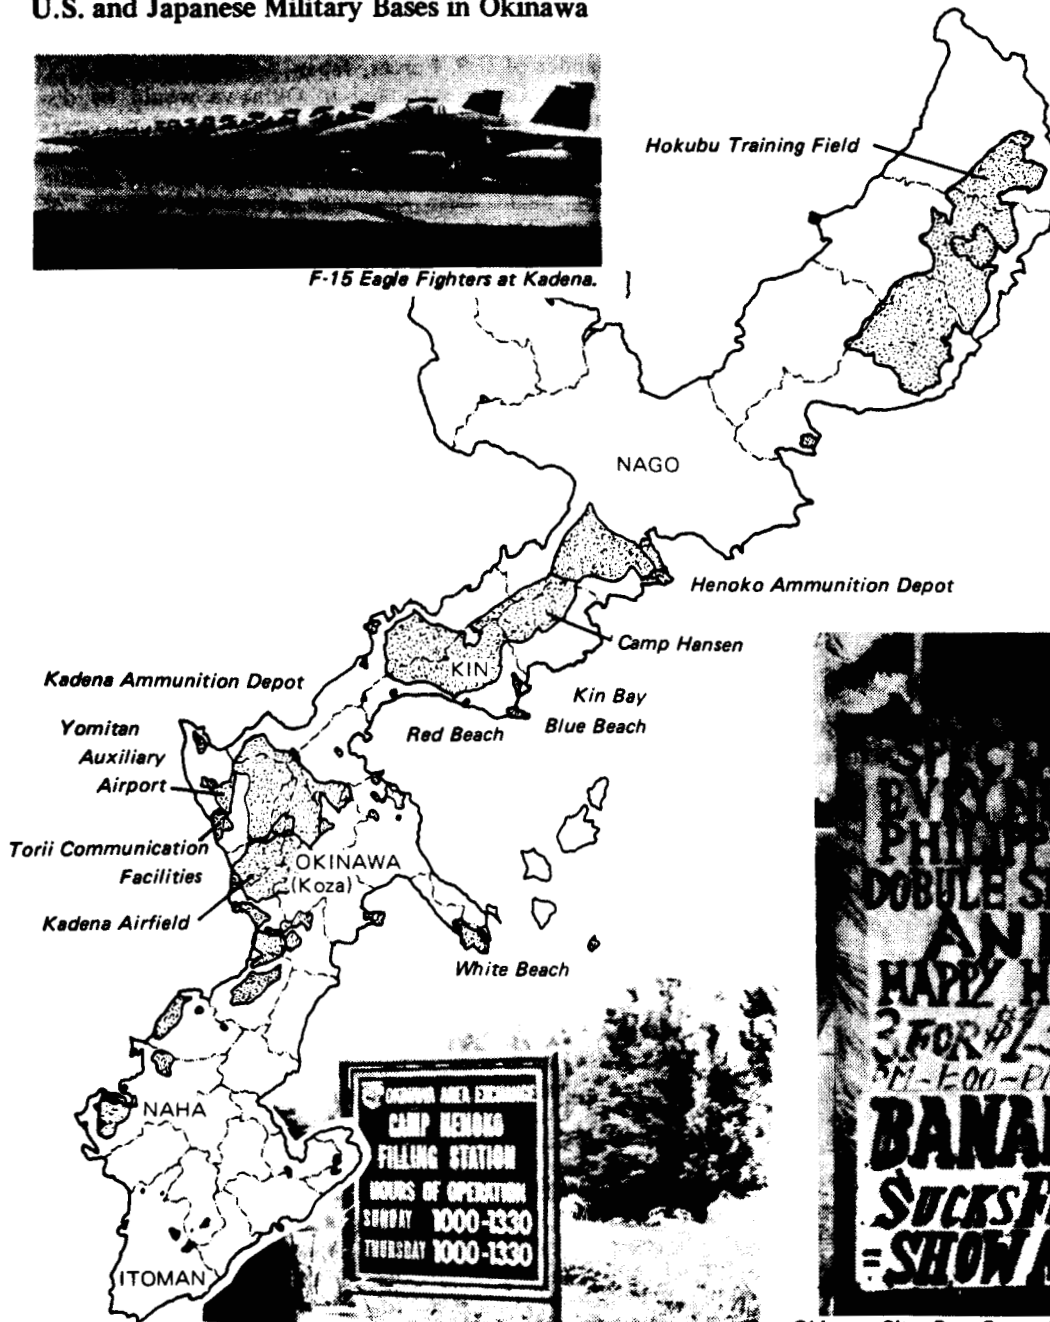 U.S. and Japanese Military Bases in Okinawa
F-15 Eagle Fighters at Kadena.
Hokubu Training Field
NAGO
Henoko Ammunition Depot
Camp Hansen
KIN
Kadena Ammunition Depot
Kin Bay
Blue Beach
Red Beach
Yomitan
Auxiliary
Airport
Torii Communication
Facilities
OKINAWA
(Koza)
Kadena Airfield
White Beach
NAHA
ITOMAN
OKINAWA AREA EXCHANGE
CAMP HENOKO
FILLING STATION
HOURS OF OPERATION
SUNDAY 1000-1330
THURSDAY 1000-1330
PHILIPP
DOBULE S
AN
HAPPY H
3 FOR $1
BANA
$UCKS F
=SHOW